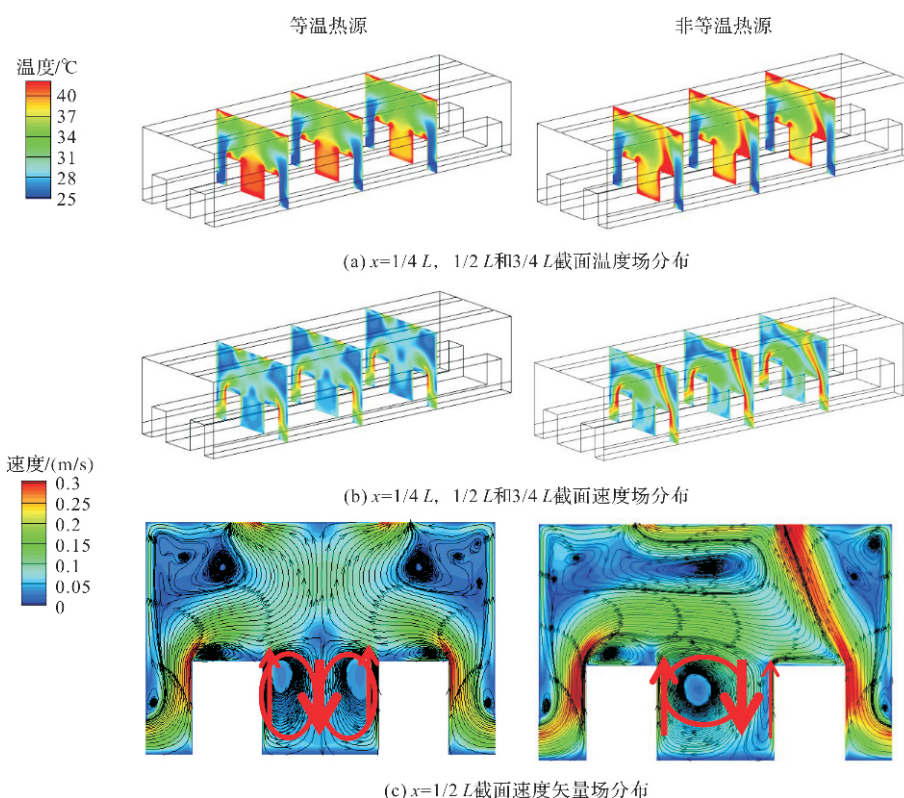 等温热源
非等温热源
温度/℃
40
37
34
31
28
25
(a) x=1/4 L，1/2 L和3/4 L截面温度场分布
(b) x=1/4 L，1/2 L和3/4 L截面速度场分布
速度/(m/s)
0.3
0.25
0.2
0.15
0.1
0.05
0
(c) x=1/2 L截面速度矢量场分布